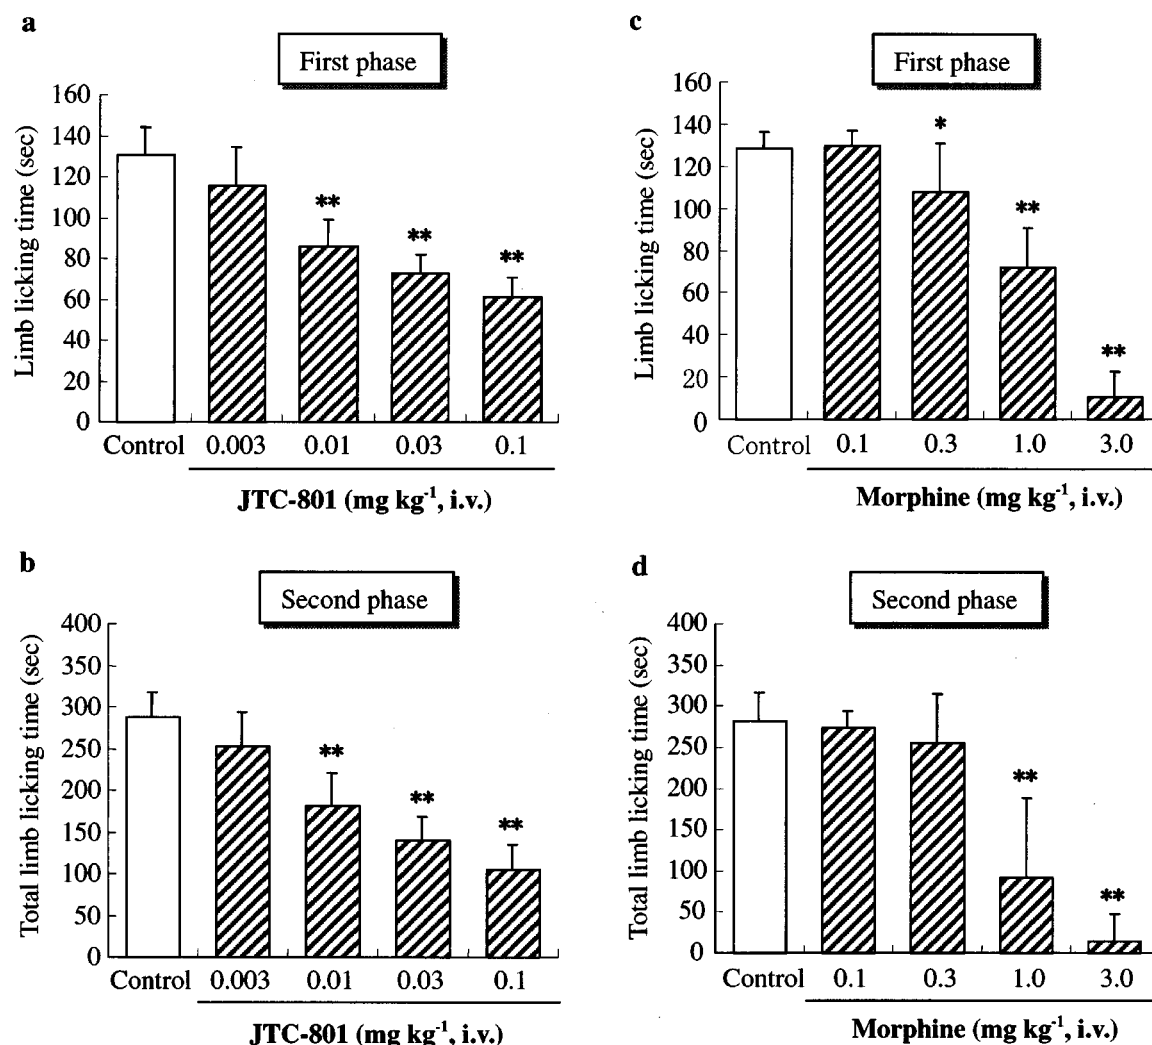 a
First phase
Limb licking time (sec)
160
140
120
100
80
60
40
20
0
**
**
**
Control 0.003 0.01 0.03 0.1
JTC-801 (mg kg⁻¹, i.v.)
c
First phase
Limb licking time (sec)
160
140
120
100
80
60
40
20
0
*
**
**
Control 0.1 0.3 1.0 3.0
Morphine (mg kg⁻¹, i.v.)
b
Second phase
Total limb licking time (sec)
400
350
300
250
200
150
100
50
0
**
**
**
Control 0.003 0.01 0.03 0.1
JTC-801 (mg kg⁻¹, i.v.)
d
Second phase
Total limb licking time (sec)
400
350
300
250
200
150
100
50
0
**
**
Control 0.1 0.3 1.0 3.0
Morphine (mg kg⁻¹, i.v.)